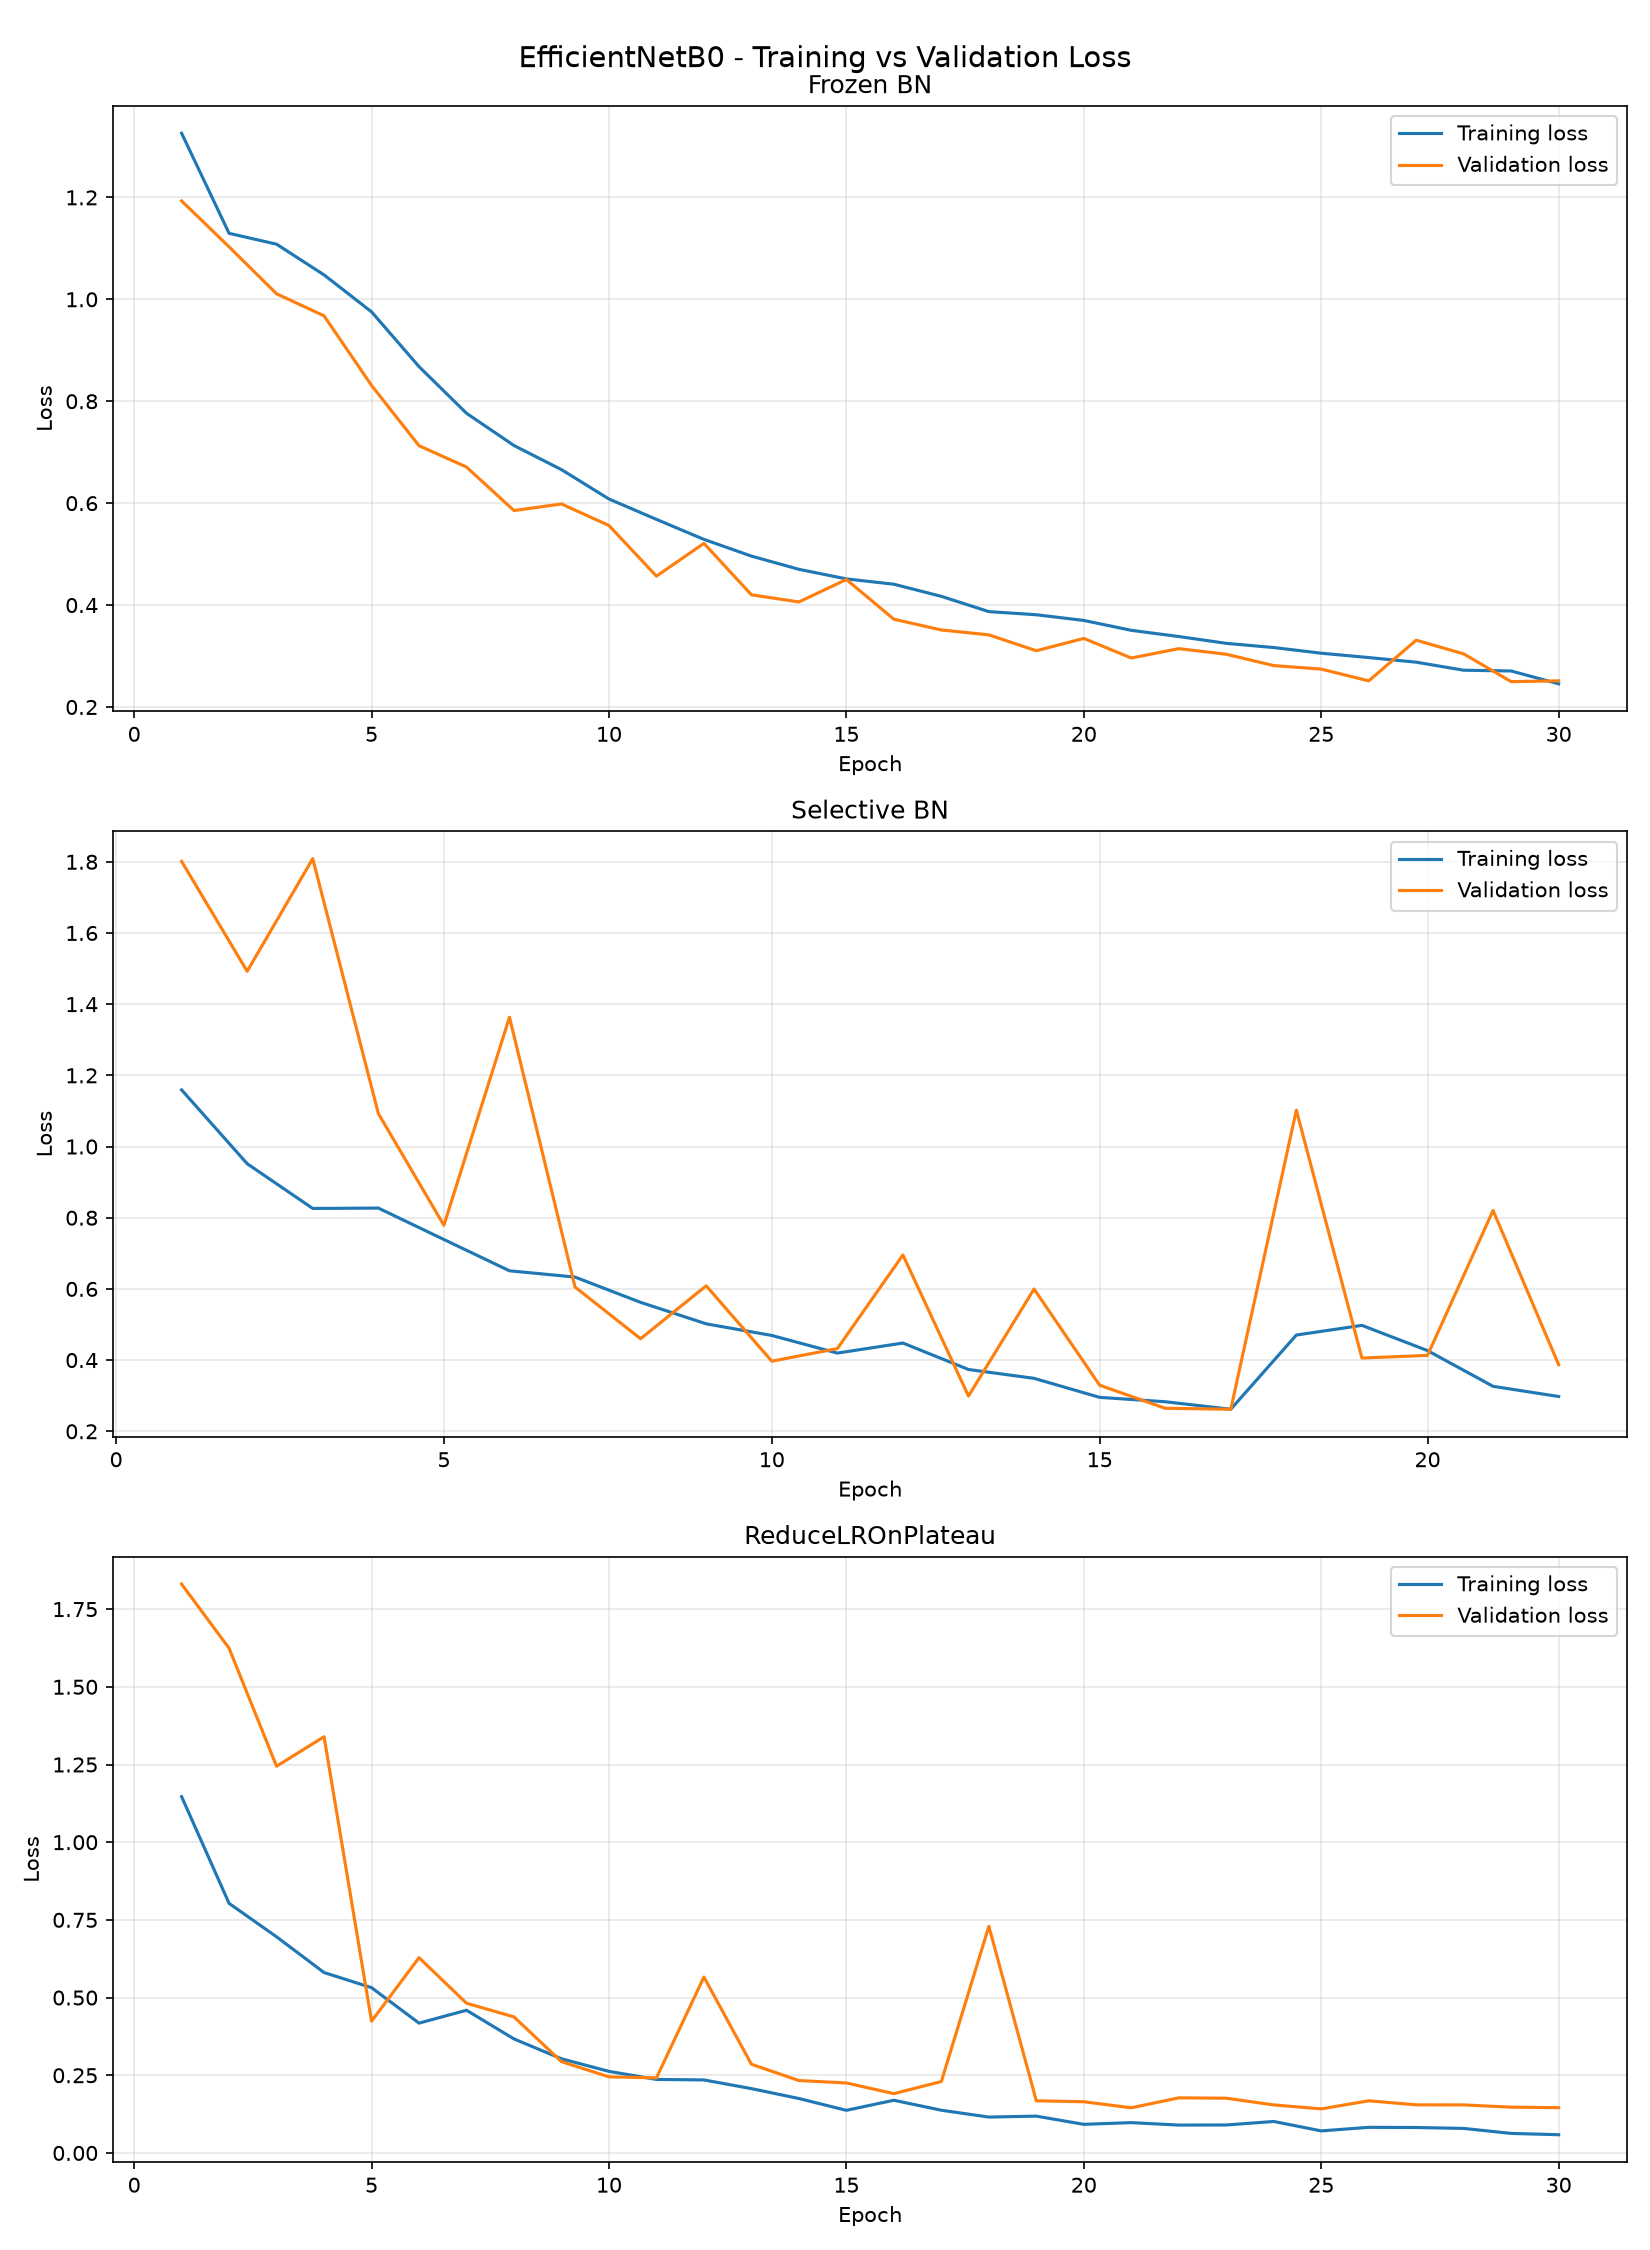 EfficientNetB0 - Training vs Validation Loss
Frozen BN
Training loss
Validation loss
1.2
1.0
0.8
0.6
0.4
0.2
Loss
0 5 10 15 20 25 30
Epoch
Selective BN
Training loss
Validation loss
1.8
1.6
1.4
1.2
1.0
0.8
0.6
0.4
0.2
Loss
0 5 10 15 20
Epoch
ReduceLROnPlateau
Training loss
Validation loss
1.75
1.50
1.25
1.00
0.75
0.50
0.25
0.00
Loss
0 5 10 15 20 25 30
Epoch